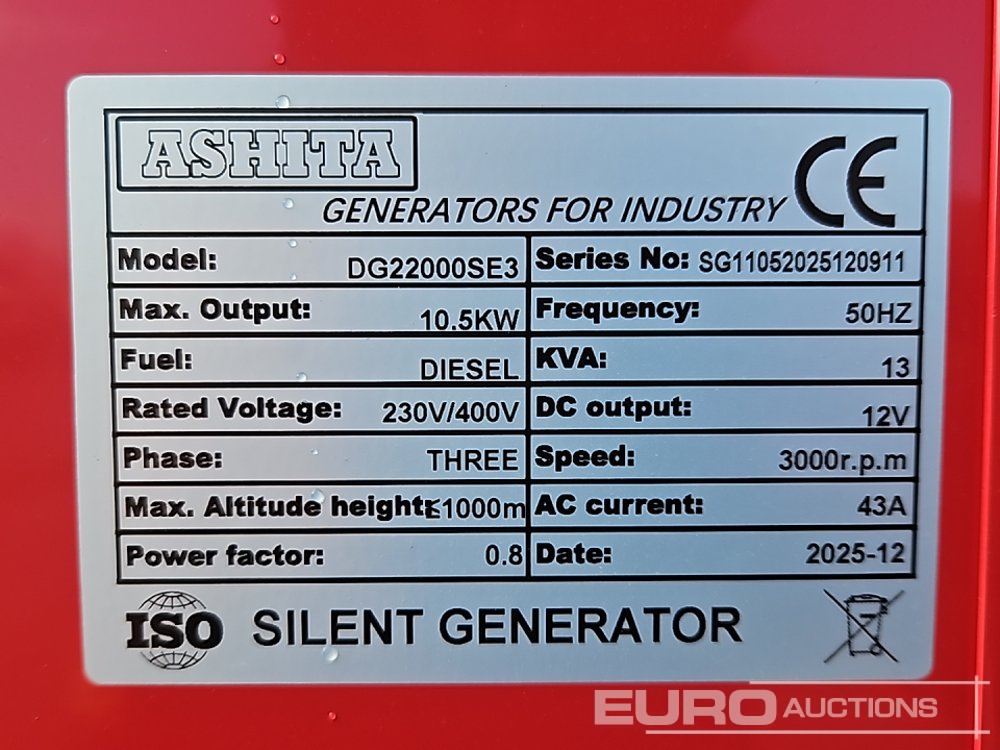 ASHITA
CE
GENERATORS FOR INDUSTRY
Model: DG22000SE3 Series No: SG11052025120911
Max. Output: 10.5KW Frequency: 50HZ
Fuel: DIESEL KVA: 13
Rated Voltage: 230V/400V DC output: 12V
Phase: THREE Speed: 3000r.p.m
Max. Altitude height: ≤1000m AC current: 43A
Power factor: 0.8 Date: 2025-12
ISO SILENT GENERATOR
EURO AUCTIONS